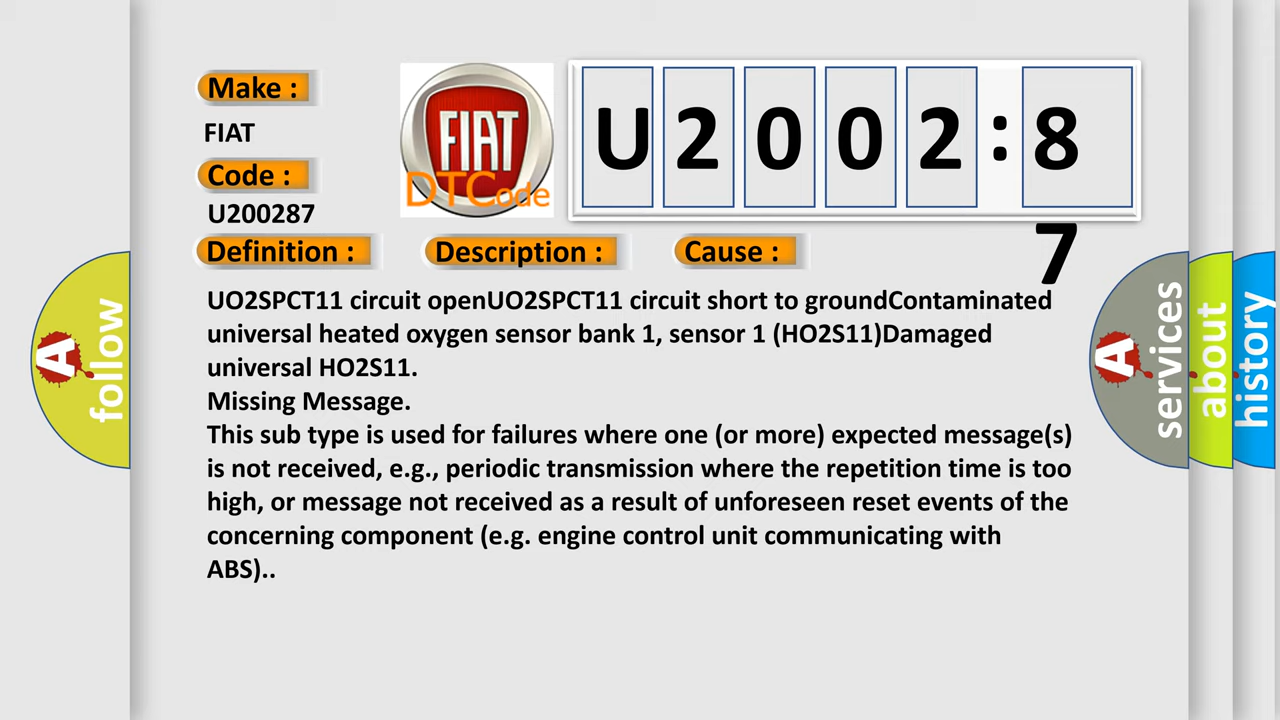 Make :
FIAT
Code :
U200287
FIAT
DTCode
U2002:8
7
Definition :
Description :
Cause :
UO2SPCT11 circuit openUO2SPCT11 circuit short to groundContaminated
universal heated oxygen sensor bank 1, sensor 1 (HO2S11)Damaged
universal HO2S11.
Missing Message.
This sub type is used for failures where one (or more) expected message(s)
is not received, e.g., periodic transmission where the repetition time is too
high, or message not received as a result of unforeseen reset events of the
concerning component (e.g. engine control unit communicating with
ABS)..
A follow
A services
about
history